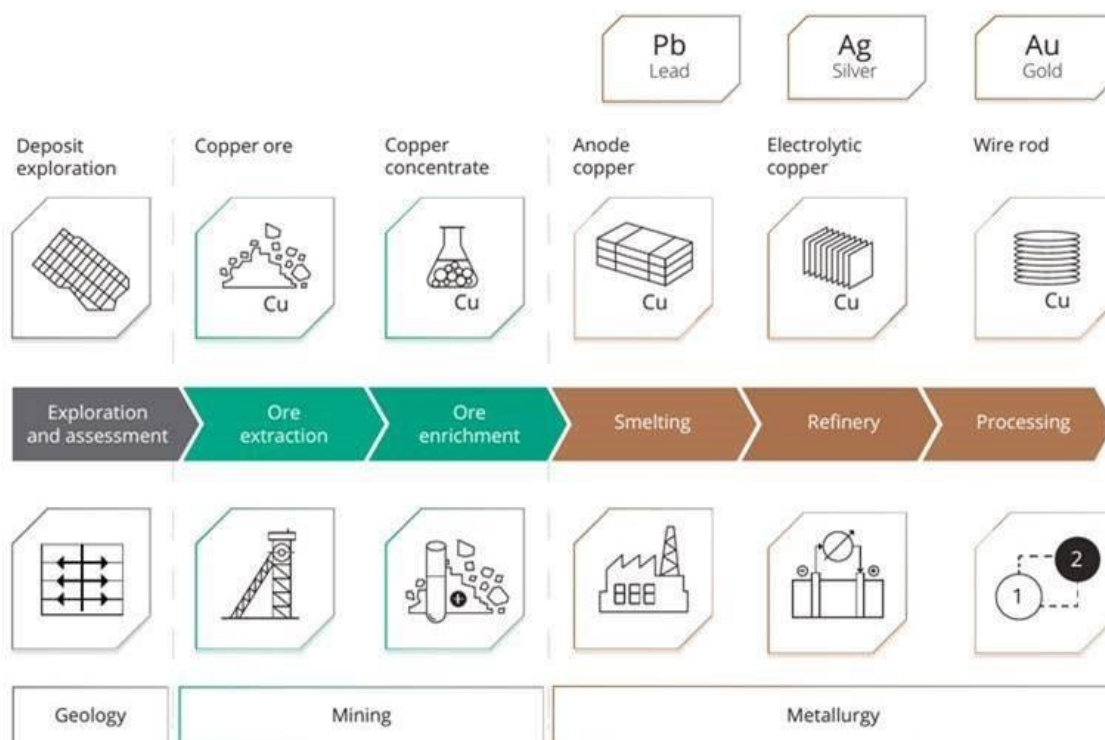 Pb
Lead
Ag
Silver
Au
Gold
Deposit
exploration
Copper ore
Copper
concentrate
Anode
copper
Electrolytic
copper
Wire rod
Cu
Cu
Cu
Cu
Cu
Exploration
and assessment
Ore
extraction
Ore
enrichment
Smelting
Refinery
Processing
1
2
Geology
Mining
Metallurgy